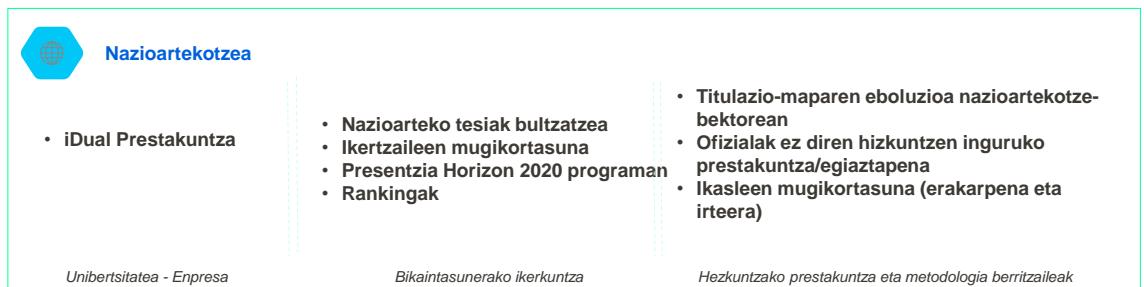 Nazioartekotzea
• iDual Prestakuntza
• Nazioarteko tesiak bultzatzea
• Ikertzaileen mugikortasuna
• Presentzia Horizon 2020 programan
• Rankingak
• Titulazio-maparen eboluzioa nazioartekotze-
bektorean
• Ofizialak ez diren hizkuntzen inguruko
prestakuntza/egiaztapena
• Ikasleen mugikortasuna (erakarpena eta
irteera)
Unibertsitatea - Enpresa
Bikaintasunerako ikerkuntza
Hezkuntzako prestakuntza eta metodologia berritzaileak